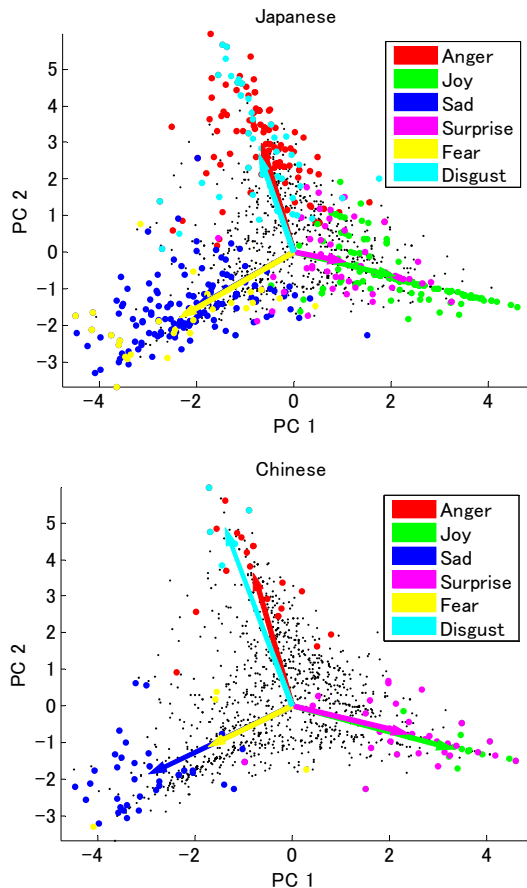 Japanese
Anger
Joy
Sad
Surprise
Fear
Disgust
5
4
3
2
1
0
−1
−2
−3
PC 2
−4
−2
0
2
4
PC 1
Chinese
Anger
Joy
Sad
Surprise
Fear
Disgust
5
4
3
2
1
0
−1
−2
−3
PC 2
−4
−2
0
2
4
PC 1